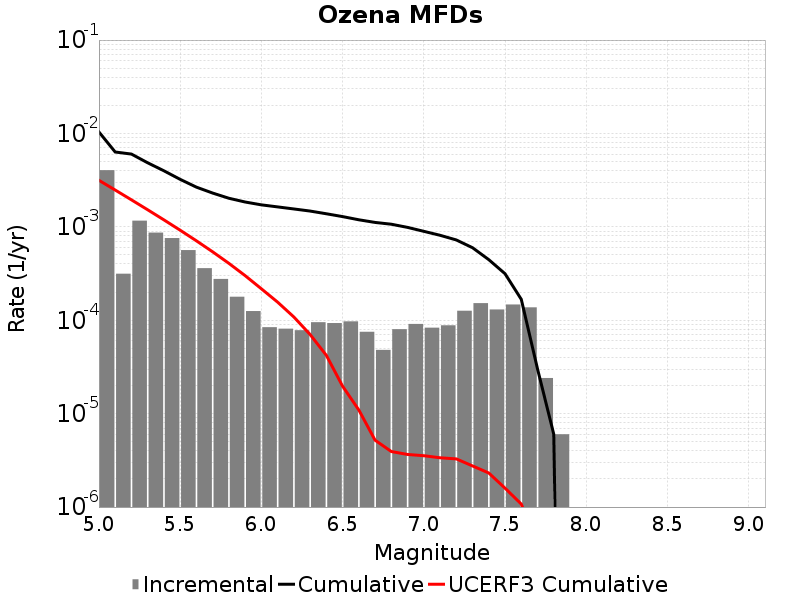 Ozena MFDs
10-1
10-2
10-3
10-4
10-5
10-6
Rate (1/yr)
5.0 5.5 6.0 6.5 7.0 7.5 8.0 8.5 9.0
Magnitude
Incremental Cumulative UCERF3 Cumulative